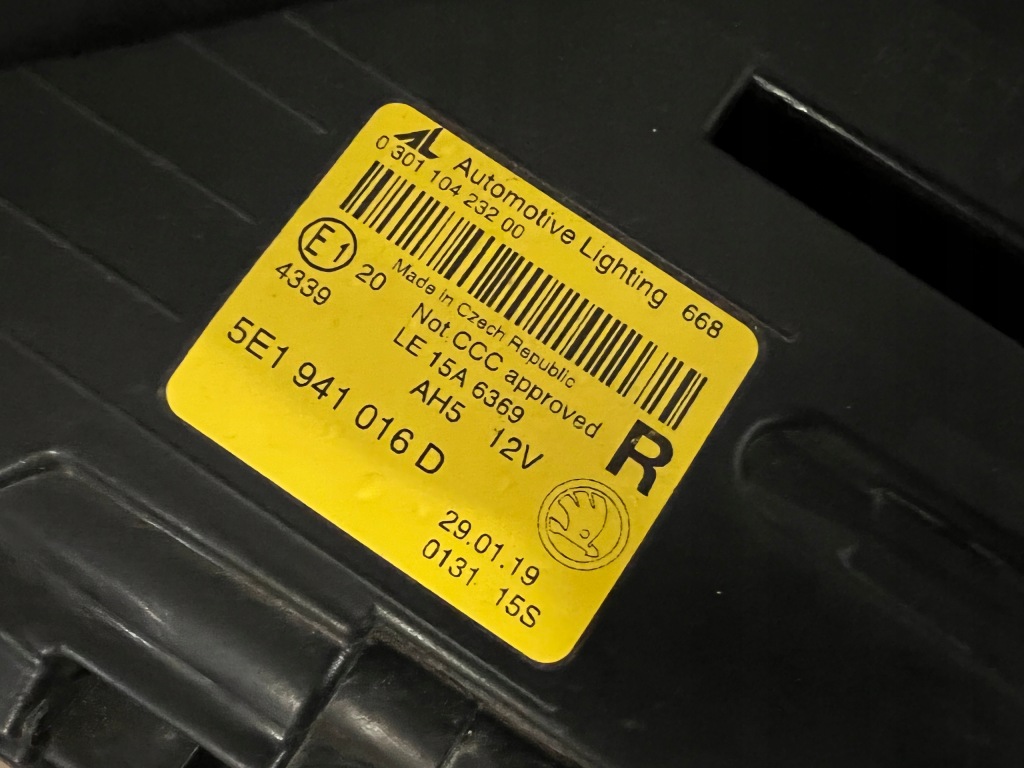 AL Automotive Lighting 668
0 301 104 232 00
E1 20
4339
Made In Czech Republic
Not CCC approved
LE 15A 6369
AH5 12V
R
5E1 941 016 D
29.01.19
0131 15S